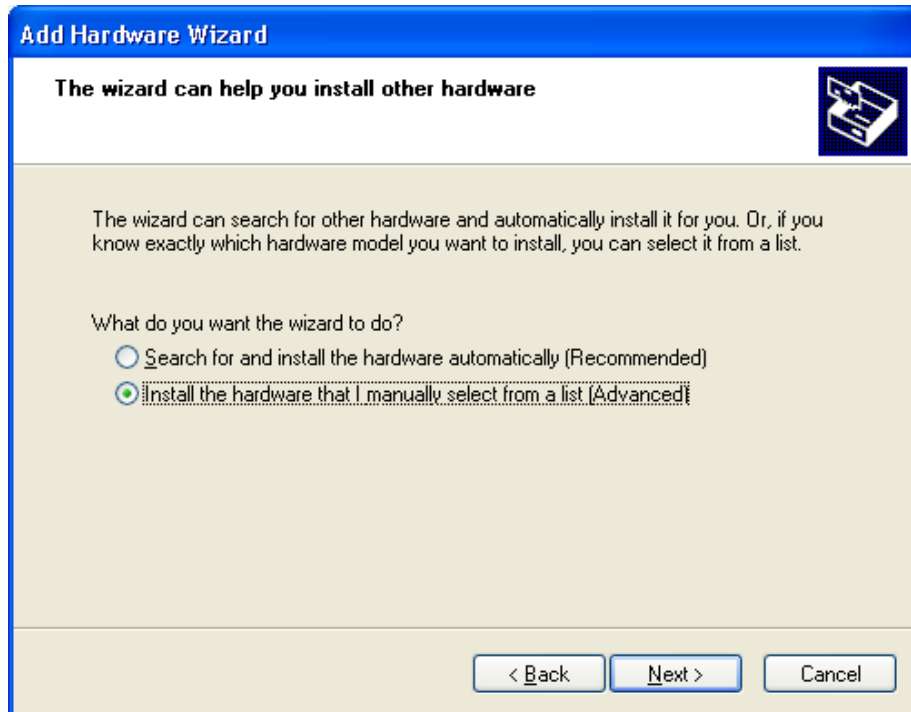 Add Hardware Wizard
The wizard can help you install other hardware
The wizard can search for other hardware and automatically install it for you. Or, if you
know exactly which hardware model you want to install, you can select it from a list.
What do you want the wizard to do?
Search for and install the hardware automatically (Recommended)
Install the hardware that I manually select from a list (Advanced)
< Back Next > Cancel